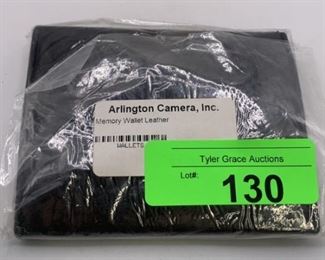 Arlington Camera, Inc.
Memory Wallet Leather
WALLETS
Tyler Grace Auctions
Lot#:
130